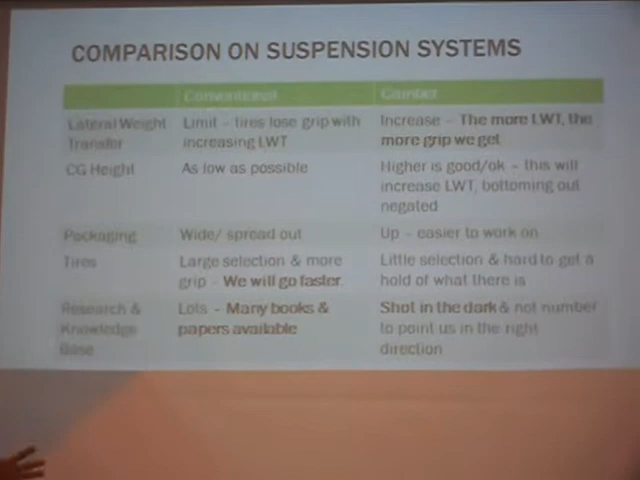 COMPARISON ON SUSPENSION SYSTEMS
Conventional
Camber
Lateral Weight
Transfer
Limit – tires lose grip with
increasing LWT
Increase – The more LWT, the
more grip we get
CG Height
As low as possible
Higher is good/ok – this will
increase LWT, bottoming out
negated
Packaging
Wide/ spread out
Up – easier to work on
Tires
Large selection & more
grip – We will go faster.
Little selection & hard to get a
hold of what there is
Research &
Knowledge
Base
Lots – Many books &
papers available
Shot in the dark & not number
to point us in the right
direction